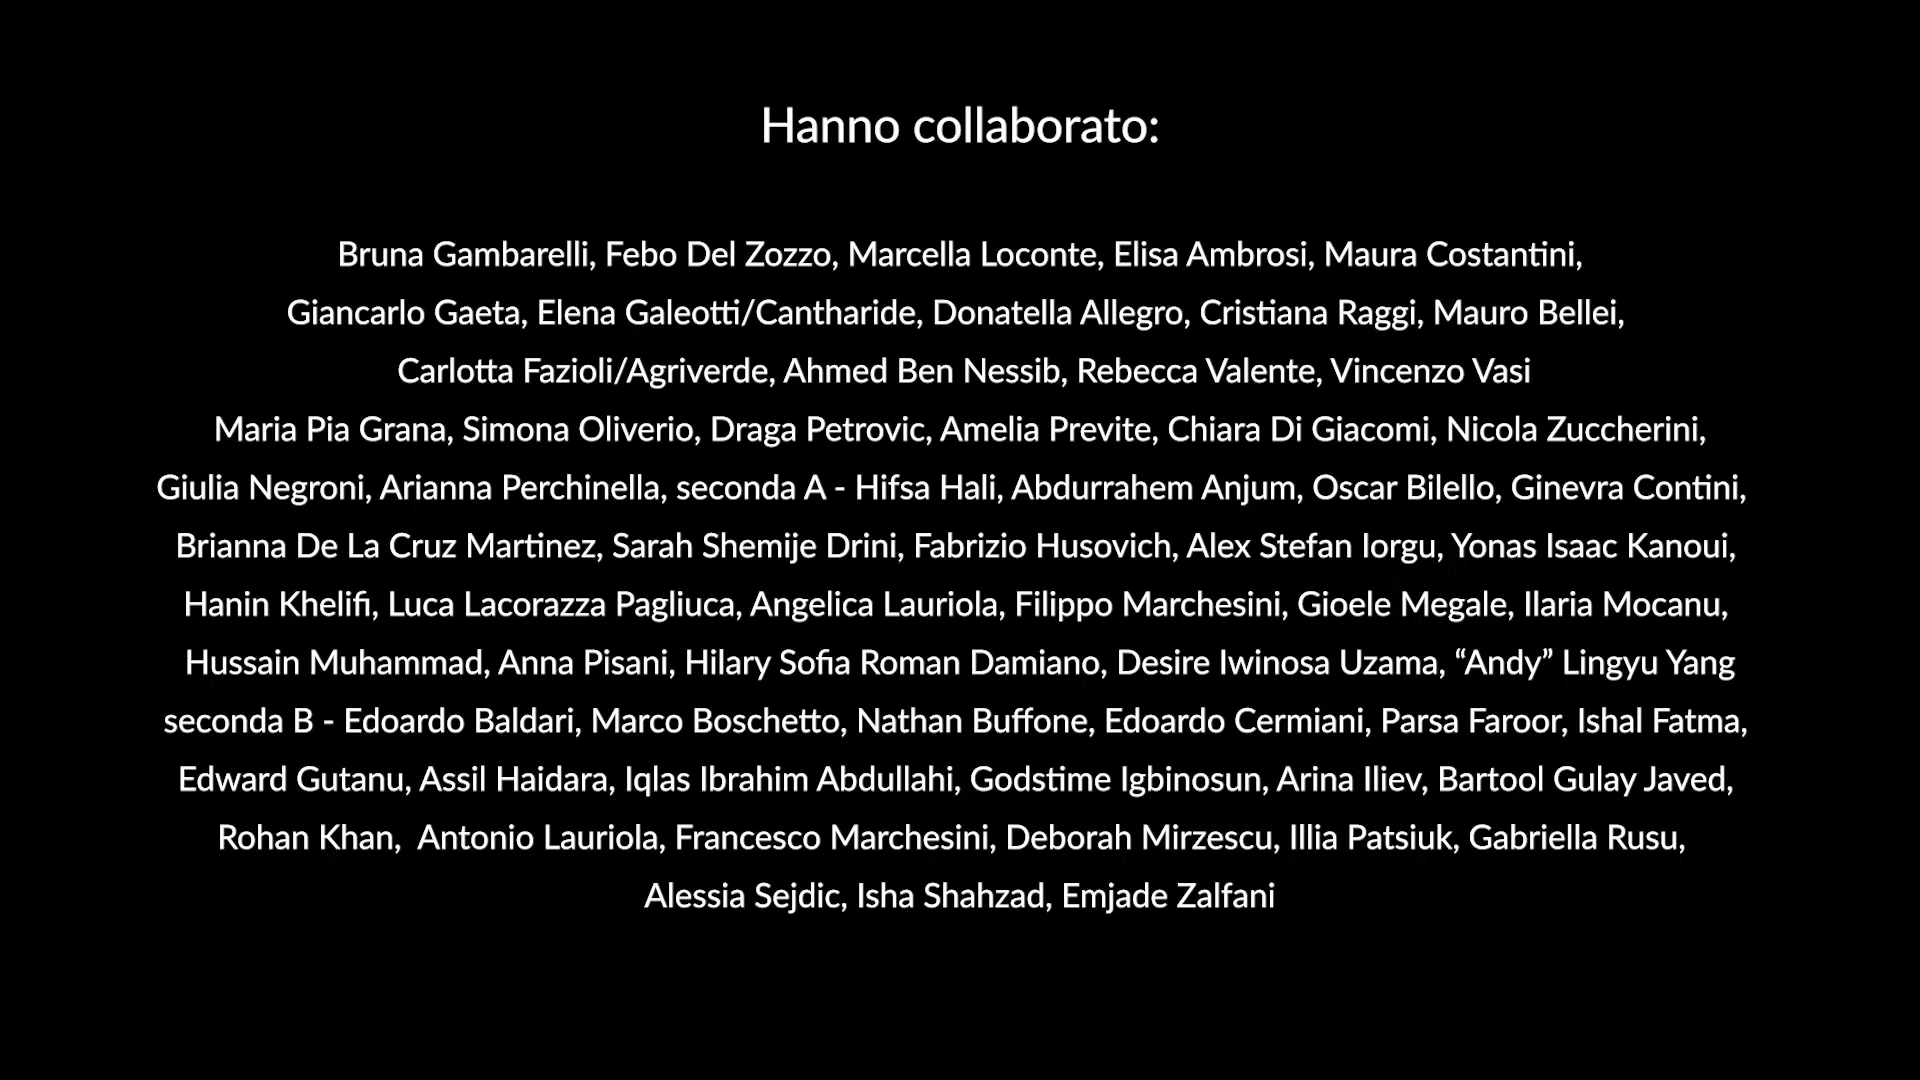 Hanno collaborato:
Bruna Gambarelli, Febo Del Zozzo, Marcella Loconte, Elisa Ambrosi, Maura Costantini,
Giancarlo Gaeta, Elena Galeotti/Cantharide, Donatella Allegro, Cristiana Raggi, Mauro Bellei,
Carlotta Fazioli/Agriverde, Ahmed Ben Nessib, Rebecca Valente, Vincenzo Vasi
Maria Pia Grana, Simona Oliverio, Draga Petrovic, Amelia Previte, Chiara Di Giacomi, Nicola Zuccherini,
Giulia Negroni, Arianna Perchinella, seconda A - Hifsa Hali, Abdurrahem Anjum, Oscar Bilello, Ginevra Contini,
Brianna De La Cruz Martinez, Sarah Shemije Drini, Fabrizio Husovich, Alex Stefan Iorgu, Yonas Isaac Kanoui,
Hanin Khelifi, Luca Lacorazza Pagliuca, Angelica Lauriola, Filippo Marchesini, Gioele Megale, Ilaria Mocanu,
Hussain Muhammad, Anna Pisani, Hilary Sofia Roman Damiano, Desire Iwinosa Uzama, “Andy” Lingyu Yang
seconda B - Edoardo Baldari, Marco Boschetto, Nathan Buffone, Edoardo Cermiani, Parsa Faroor, Ishal Fatma,
Edward Gutanu, Assil Haidara, Iqlas Ibrahim Abdullahi, Godstime Igbinosun, Arina Iliev, Bartool Gulay Javed,
Rohan Khan,  Antonio Lauriola, Francesco Marchesini, Deborah Mirzescu, Illia Patsiuk, Gabriella Rusu,
Alessia Sejdic, Isha Shahzad, Emjade Zalfani